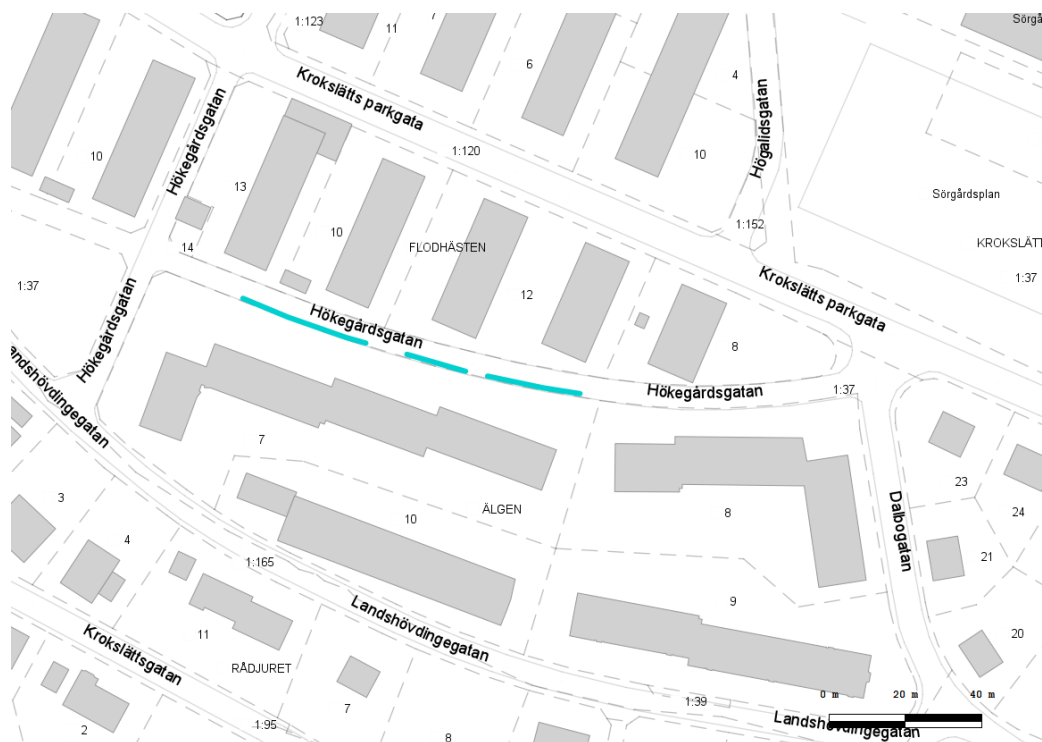 1:123
11
7
Sörgå
6
4
Krokslätts parkgata
Hökegårdsgatan
10
1:120
10
Högalidsgatan
13
Sörgårdsplan
10
1:152
14
FLODHÄSTEN
KROKSLÄTT
1:37
1:37
12
Krokslätts parkgata
Hökegårdsgatan
Hökegårdsgatan
8
Landshövdingegatan
Hökegårdsgatan
1:37
7
23
3
ÄLGEN
10
8
24
4
Dalbogatan
21
1:165
9
Landshövdingegatan
11
20
Krokslättsgatan
RÅDJURET
7
1:39
0 m 20 m 40 m
2
1:95
8
Landshövdingegatan